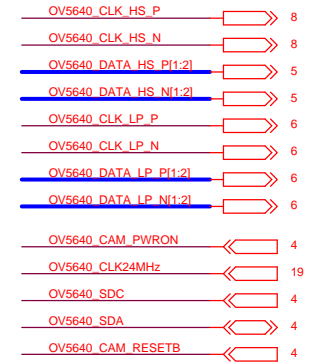 OV5640_CLK_HS_P 8
OV5640_CLK_HS_N 8
OV5640_DATA_HS_P[1:2] 5
OV5640_DATA_HS_N[1:2] 5
OV5640_CLK_LP_P 6
OV5640_CLK_LP_N 6
OV5640_DATA_LP_P[1:2] 6
OV5640_DATA_LP_N[1:2] 6
OV5640_CAM_PWRON 4
OV5640_CLK24MHz 19
OV5640_SDC 4
OV5640_SDA 4
OV5640_CAM_RESETB 4